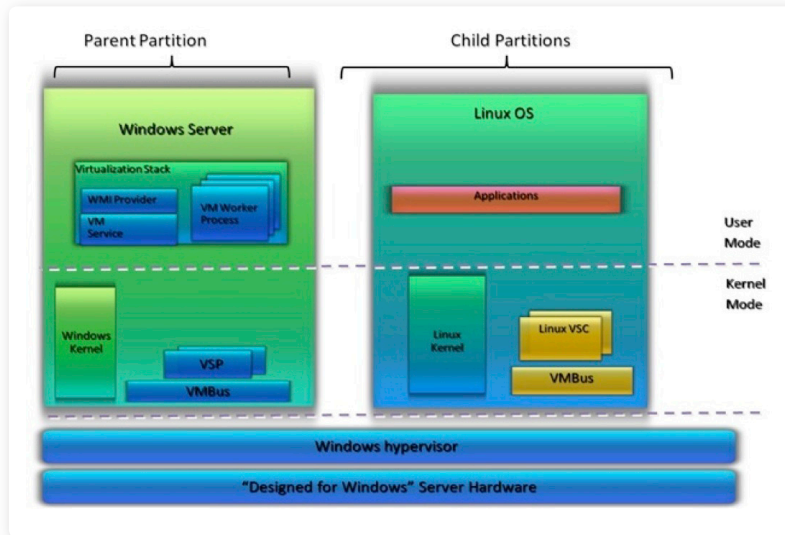 Parent Partition
Child Partitions
Windows Server
Virtualization Stack
WMI Provider
VM
Service
VM Worker
Process
Linux OS
Applications
User
Mode
Kernel
Mode
Windows
Kernel
VSP
VMBus
Linux
Kernel
Linux VSC
VMBus
Windows hypervisor
“Designed for Windows” Server Hardware